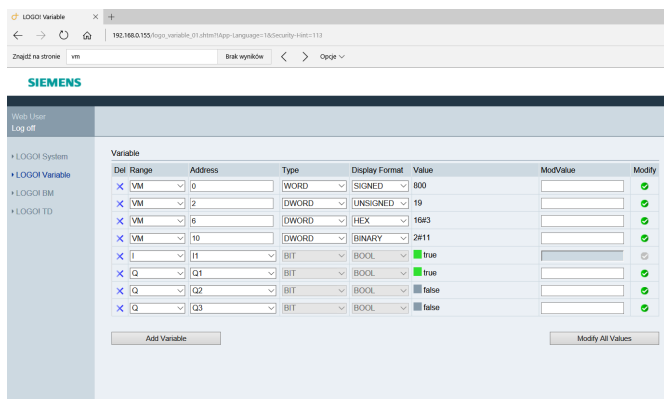 LOGO! Variable
192.168.0.155/logo_variable_01.shtm!?App-Language=1&Security-Hint=113
Znajdź na stronie vm Brak wyników Opcje
SIEMENS
Web User
Log off
LOGO! System
LOGO! Variable
LOGO! BM
LOGO! TD
Variable
Del Range Address Type Display Format Value ModValue Modify
VM 0 WORD SIGNED 800
VM 2 DWORD UNSIGNED 19
VM 6 DWORD HEX 16#3
VM 10 DWORD BINARY 2#11
I I1 BIT BOOL true
Q Q1 BIT BOOL true
Q Q2 BIT BOOL false
Q Q3 BIT BOOL false
Add Variable Modify All Values